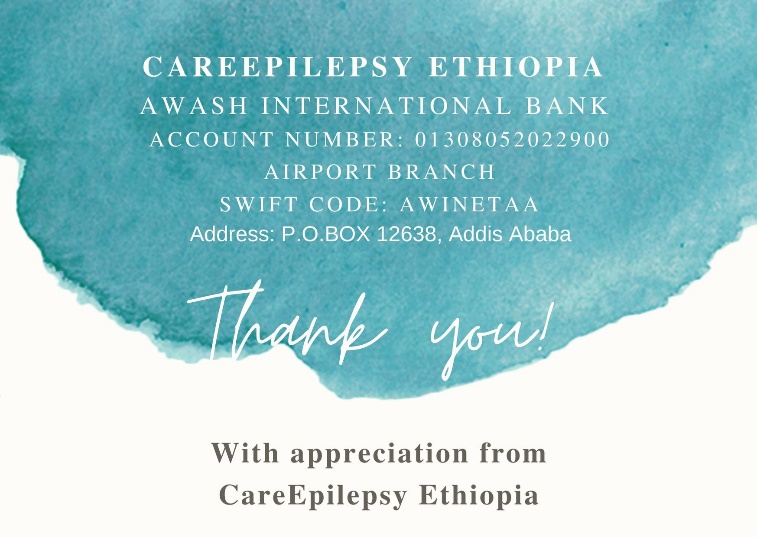 CAREEPILEPSY ETHIOPIA
AWASH INTERNATIONAL BANK
ACCOUNT NUMBER: 01308052022900
AIRPORT BRANCH
SWIFT CODE: AWINETAA
Address: P.O.BOX 12638, Addis Ababa
Thank you!
With appreciation from
CareEpilepsy Ethiopia